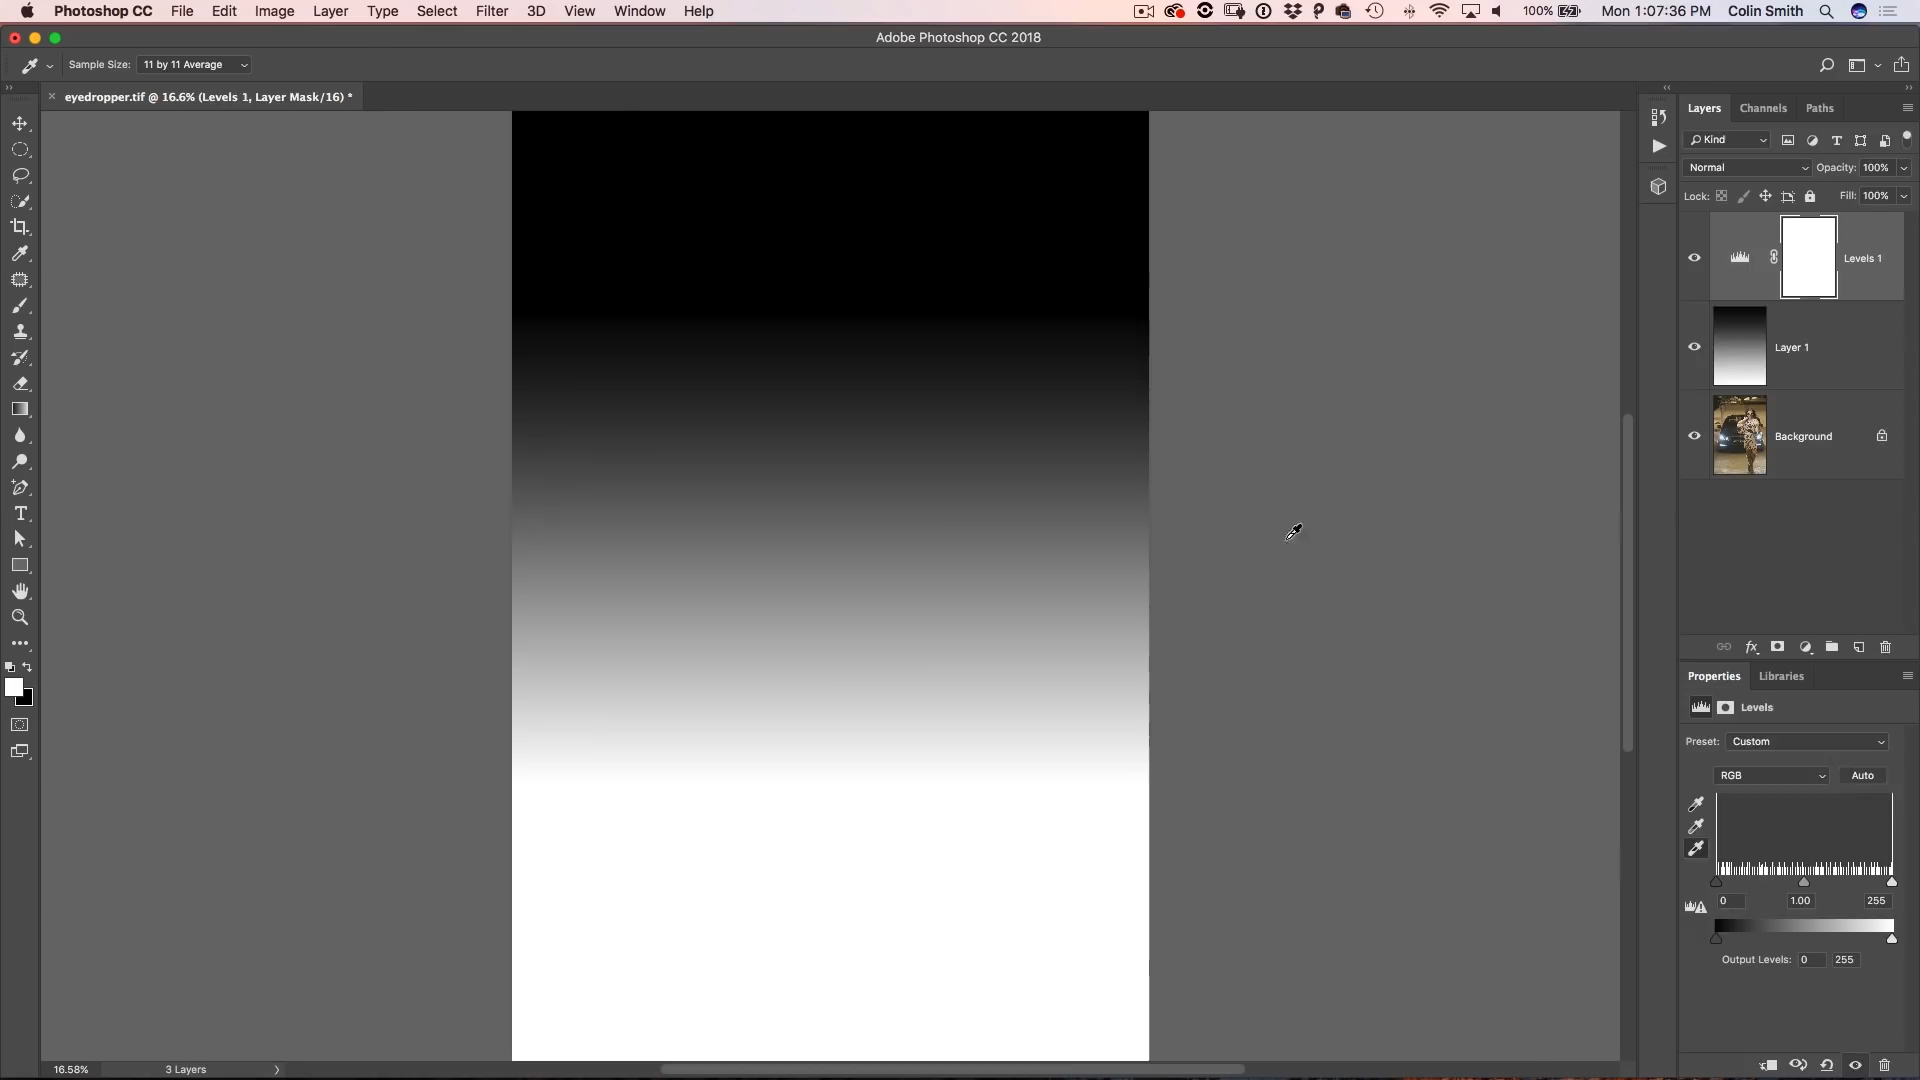 Photoshop CC File Edit Image Layer Type Select Filter 3D View Window Help 100% Mon 1:07:36 PM Colin Smith
Adobe Photoshop CC 2018
Sample Size: 11 by 11 Average
eyedropper.tif @ 16.6% (Levels 1, Layer Mask/16) *
Layers Channels Paths
Kind
Normal Opacity: 100%
Lock: Fill: 100%
Levels 1
Layer 1
Background
fx
Properties Libraries
Levels
Preset: Custom
RGB Auto
0 1.00 255
Output Levels: 0 255
16.58% 3 Layers